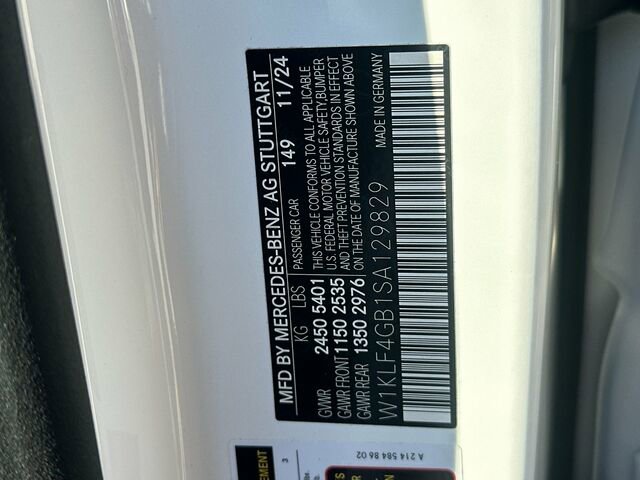 MFD BY MERCEDES-BENZ AG STUTTGART
149 11/24
KG LBS PASSENGER CAR
GVWR 2450 5401 THIS VEHICLE CONFORMS TO ALL APPLICABLE
GAWR FRONT 1150 2535 U.S. FEDERAL MOTOR VEHICLE SAFETY,BUMPER
AND THEFT PREVENTION STANDARDS IN EFFECT
GAWR REAR 1350 2976 ON THE DATE OF MANUFACTURE SHOWN ABOVE
MADE IN GERMANY
W1KLF4GB1SA129829
A 214 584 86 02
3